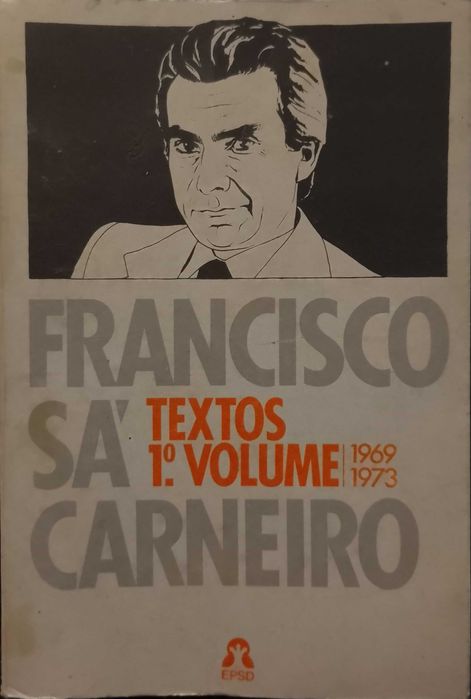 FRANCISCO
SÁ
TEXTOS
1º. VOLUME
1969
1973
CARNEIRO
EPSD